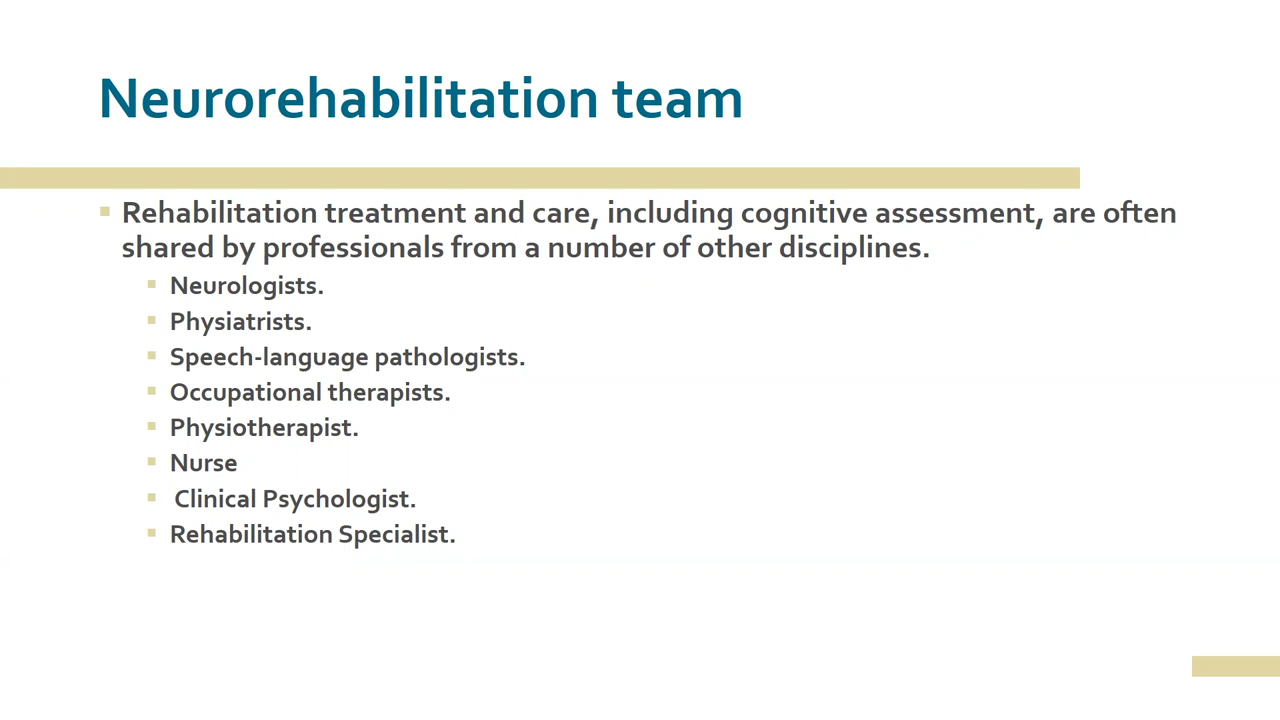 Neurorehabilitation team
Rehabilitation treatment and care, including cognitive assessment, are often
shared by professionals from a number of other disciplines.
Neurologists.
Physiatrists.
Speech-language pathologists.
Occupational therapists.
Physiotherapist.
Nurse
Clinical Psychologist.
Rehabilitation Specialist.